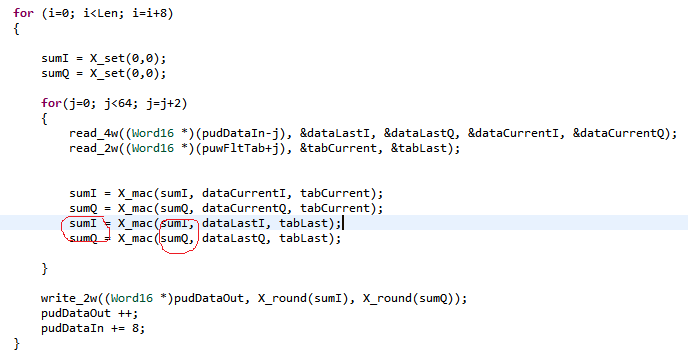 for (i=0; i<Len; i=i+8)
{
sumI = X_set(0,0);
sumQ = X_set(0,0);
for(j=0; j<64; j=j+2)
{
read_4w((Word16 *)(pudDataIn-j), &dataLastI, &dataLastQ, &dataCurrentI, &dataCurrentQ);
read_2w((Word16 *)(puwFltTab+j), &tabCurrent, &tabLast);
sumI = X_mac(sumI, dataCurrentI, tabCurrent);
sumQ = X_mac(sumQ, dataCurrentQ, tabCurrent);
sumI = X_mac(sumI, dataLastI, tabLast);
sumQ = X_mac(sumQ, dataLastQ, tabLast);
}
write_2w((Word16 *)pudDataOut, X_round(sumI), X_round(sumQ));
pudDataOut ++;
pudDataIn += 8;
}